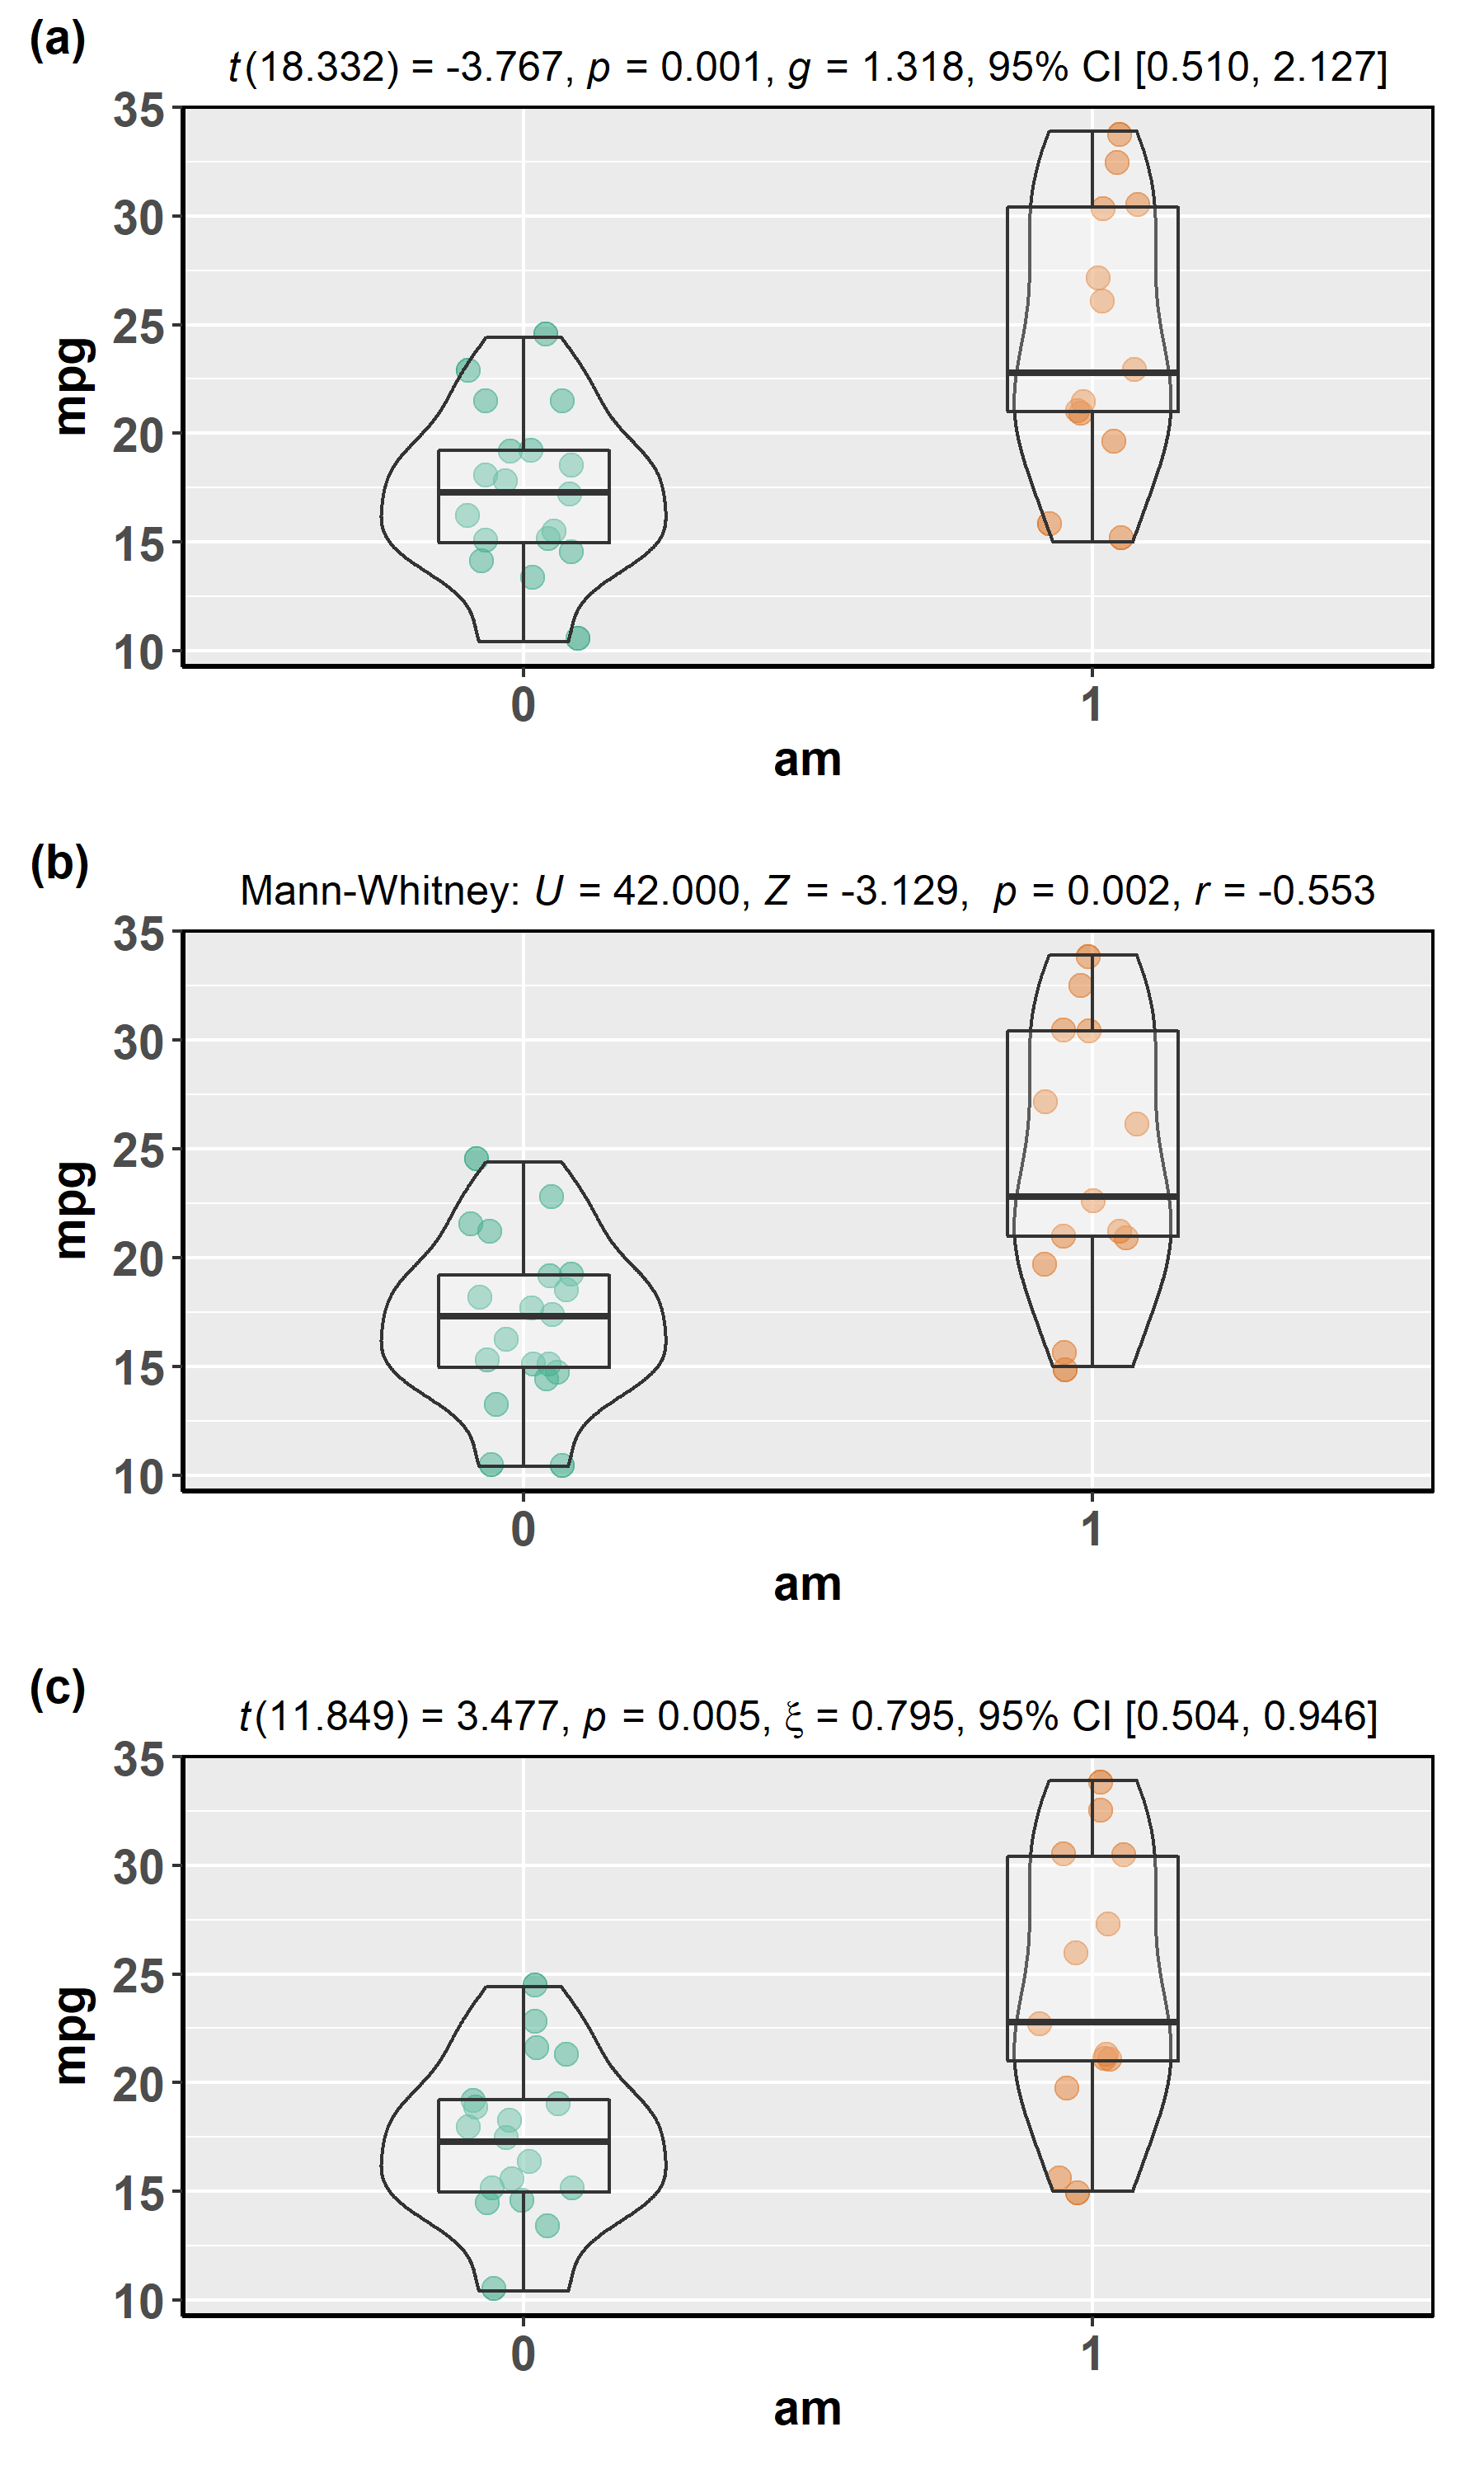 (a)
t(18.332) = -3.767, p = 0.001, g = 1.318, 95% CI [0.510, 2.127]
35
30
25
20
15
10
mpg
0 1
am
(b)
Mann-Whitney: U = 42.000, Z = -3.129, p = 0.002, r = -0.553
35
30
25
20
15
10
mpg
0 1
am
(c)
t(11.849) = 3.477, p = 0.005, ξ = 0.795, 95% CI [0.504, 0.946]
35
30
25
20
15
10
mpg
0 1
am